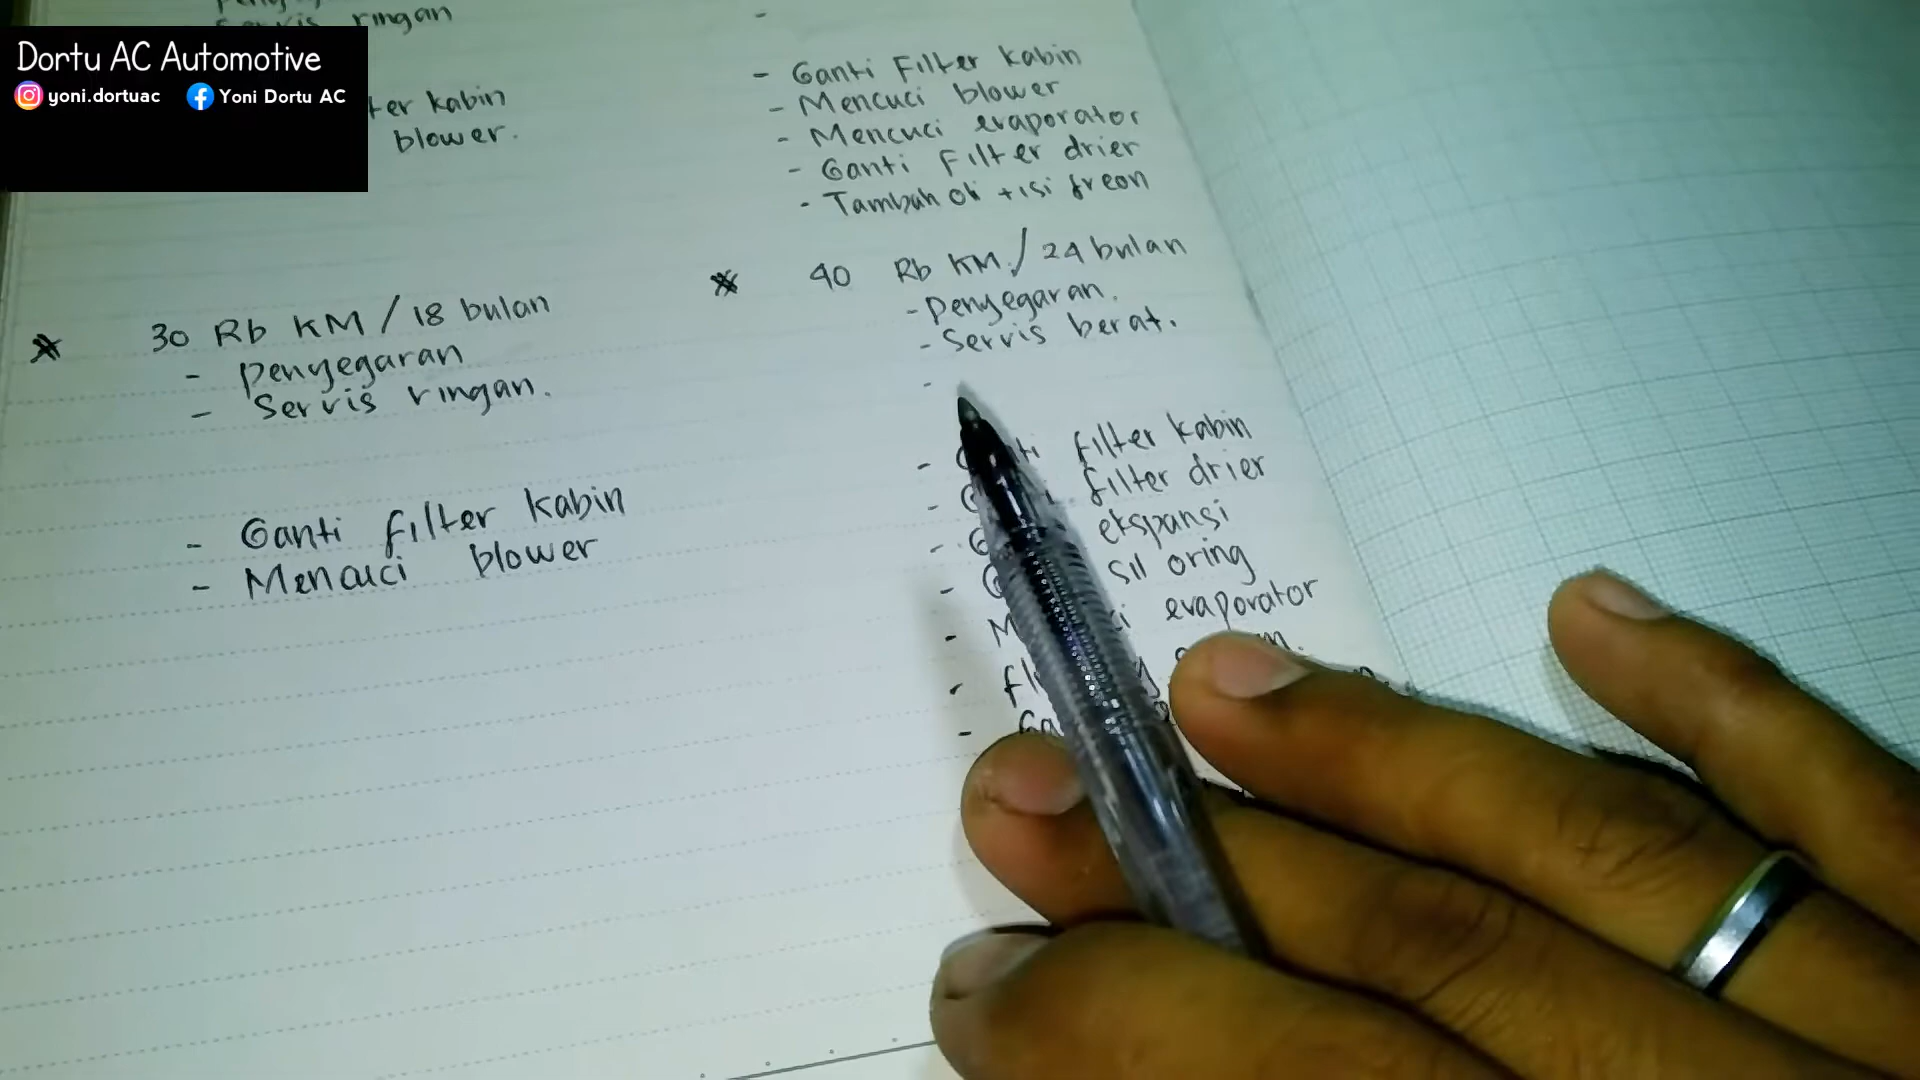 Dortu AC Automotive
yoni.dortuac Yoni Dortu AC
ringan
kabin
blower.
* 30 Rb KM / 18 bulan
- Penyegaran
- Servis ringan.
- Ganti filter kabin
- Mencuci blower
-
- Ganti Filter kabin
- Mencuci blower
- Mencuci evaporator
- Ganti Filter drier
- Tambah oli + isi freon
* 40 Rb KM / 24 bulan
- Penyegaran.
- Servis berat.
-
- filter kabin
- filter drier
- ekspansi
- sil oring
- evaporator
-
-